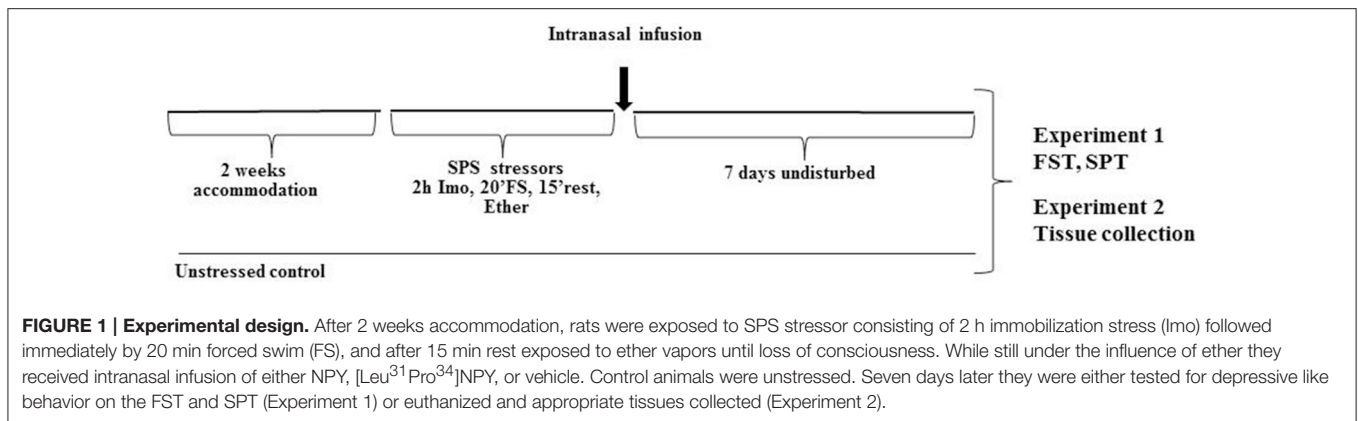 Intranasal infusion
2 weeks
accommodation
SPS stressors
2h Imo, 20'FS, 15'rest,
Ether
7 days undisturbed
Experiment 1
FST, SPT
Experiment 2
Tissue collection
Unstressed control
FIGURE 1 | Experimental design. After 2 weeks accommodation, rats were exposed to SPS stressor consisting of 2 h immobilization stress (Imo) followed
immediately by 20 min forced swim (FS), and after 15 min rest exposed to ether vapors until loss of consciousness. While still under the influence of ether they
received intranasal infusion of either NPY, [Leu³¹Pro³⁴]NPY, or vehicle. Control animals were unstressed. Seven days later they were either tested for depressive like
behavior on the FST and SPT (Experiment 1) or euthanized and appropriate tissues collected (Experiment 2).